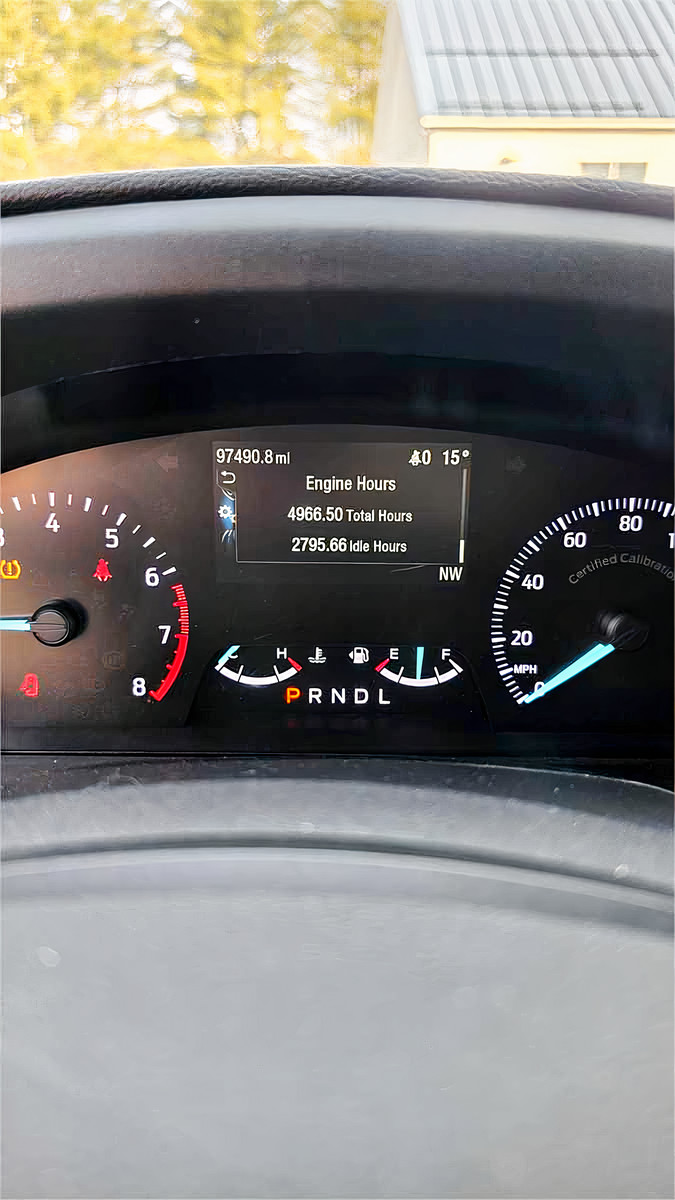 97490.8 mi 0 15°
Engine Hours
4966.50 Total Hours
2795.66 Idle Hours
NW
4
5
6
7
8
C H E F
P R N D L
80
60
40
20
MPH
0
Certified Calibration